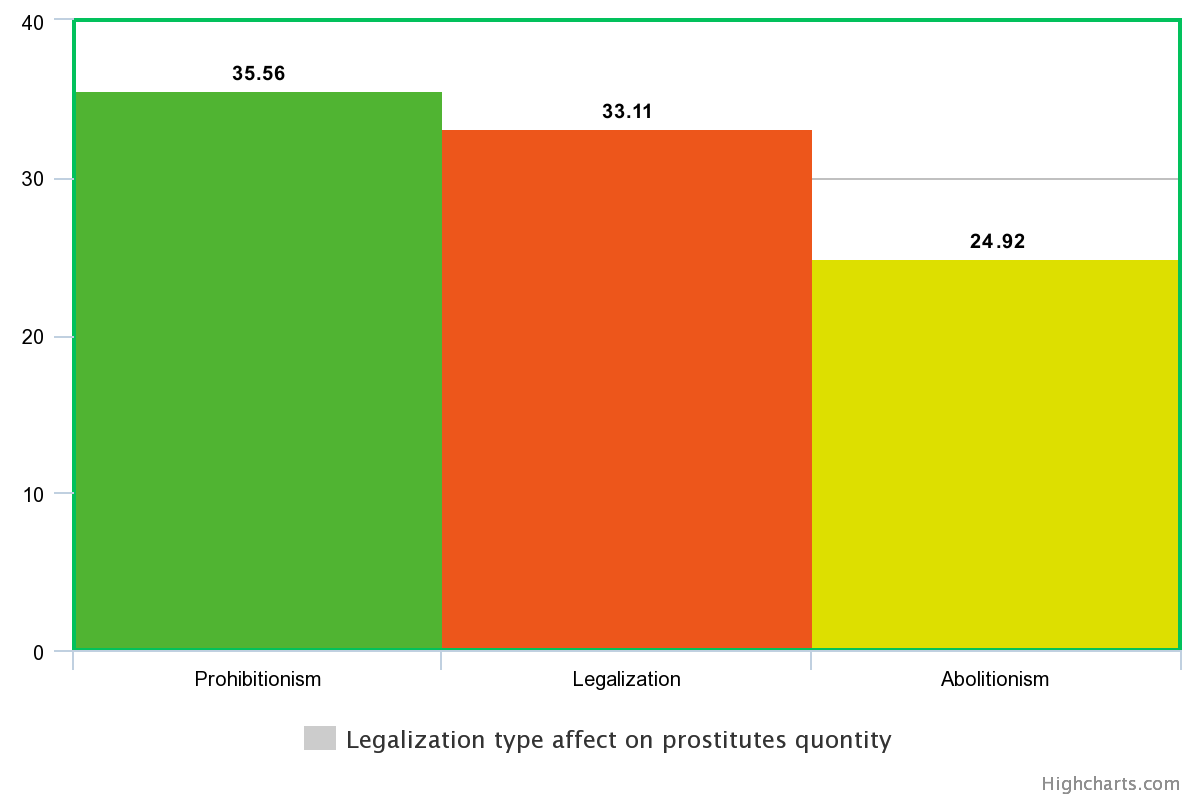 40
35.56
33.11
30
24.92
20
10
0
Prohibitionism Legalization Abolitionism
Legalization type affect on prostitutes quontity
Highcharts.com